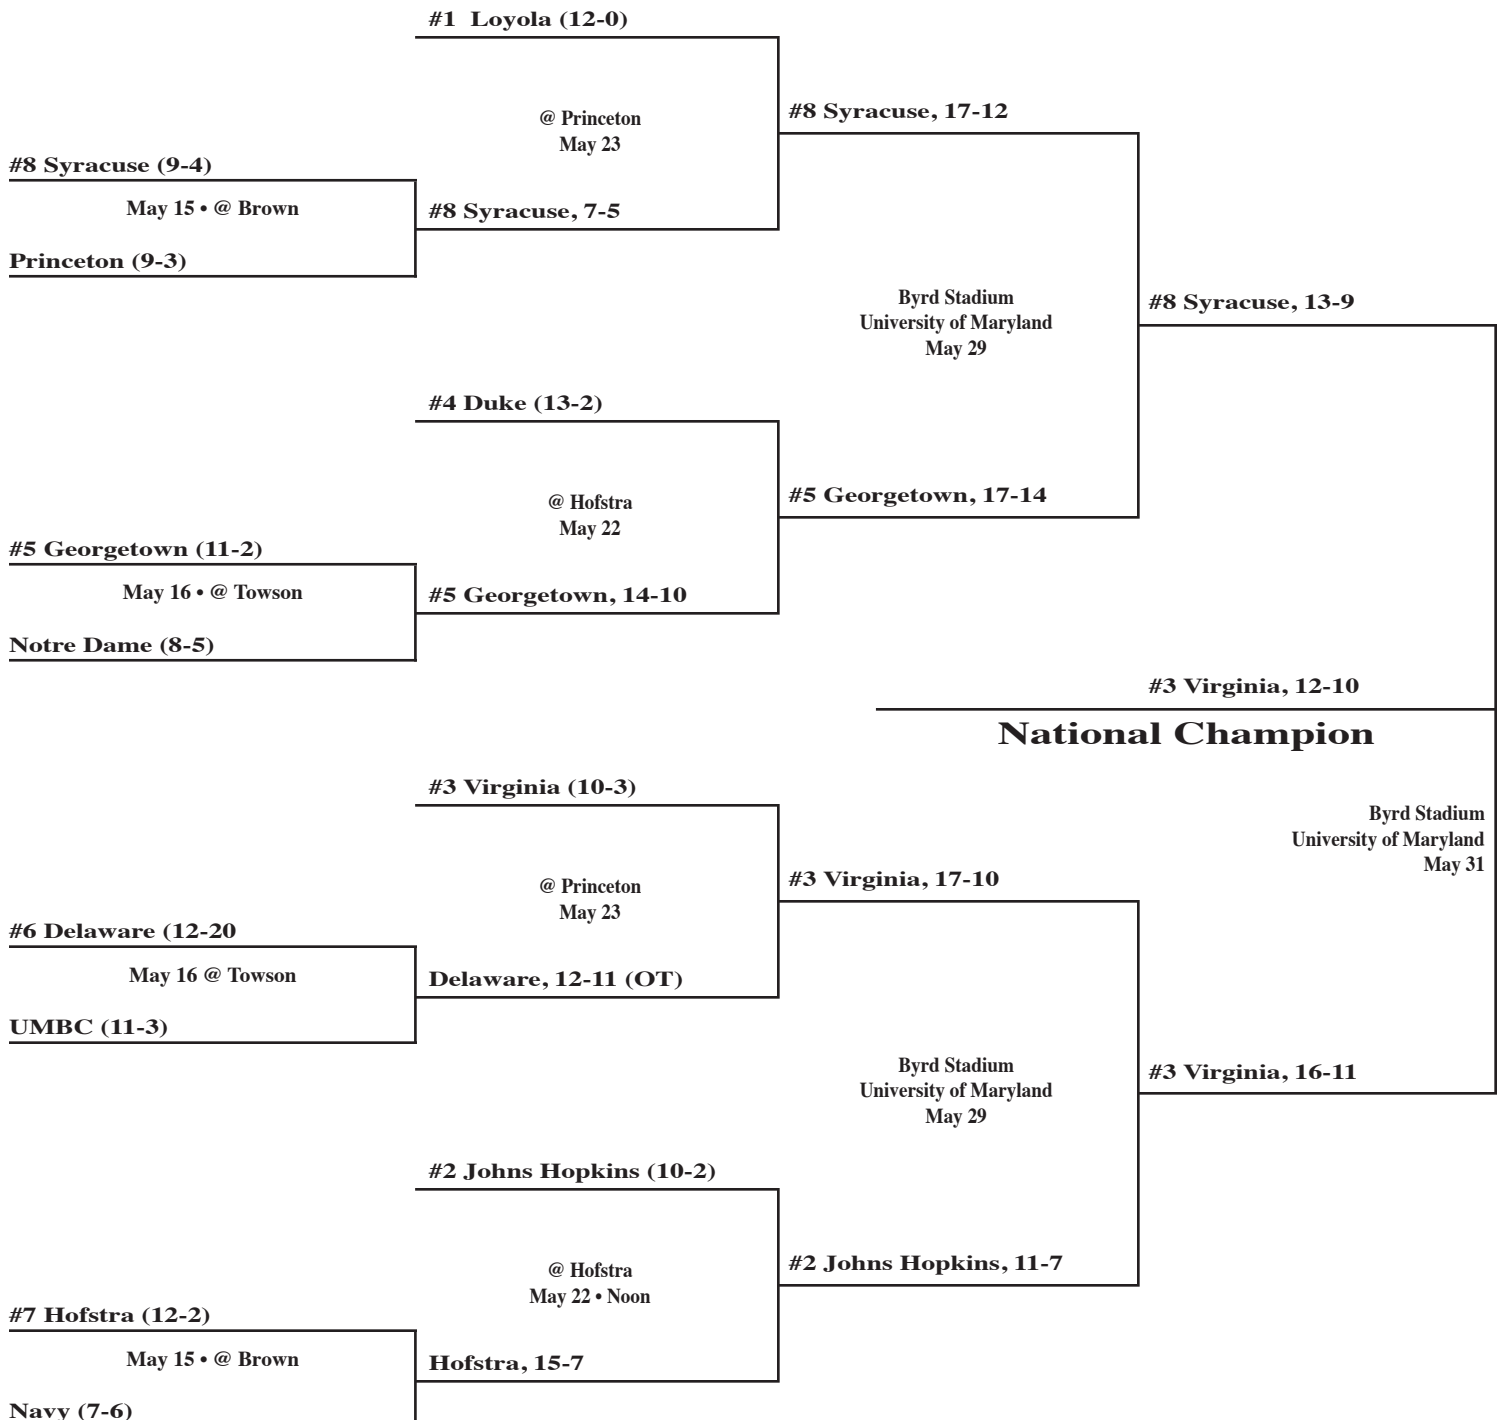 #1 Loyola (12-0)
@ Princeton
May 23
#8 Syracuse, 17-12
#8 Syracuse (9-4)
May 15 • @ Brown
#8 Syracuse, 7-5
Princeton (9-3)
Byrd Stadium
University of Maryland
May 29
#8 Syracuse, 13-9
#4 Duke (13-2)
@ Hofstra
May 22
#5 Georgetown, 17-14
#5 Georgetown (11-2)
May 16 • @ Towson
#5 Georgetown, 14-10
Notre Dame (8-5)
#3 Virginia, 12-10
National Champion
#3 Virginia (10-3)
Byrd Stadium
University of Maryland
May 31
@ Princeton
May 23
#3 Virginia, 17-10
#6 Delaware (12-20
May 16 @ Towson
Delaware, 12-11 (OT)
UMBC (11-3)
Byrd Stadium
University of Maryland
May 29
#3 Virginia, 16-11
#2 Johns Hopkins (10-2)
@ Hofstra
May 22 • Noon
#2 Johns Hopkins, 11-7
#7 Hofstra (12-2)
May 15 • @ Brown
Hofstra, 15-7
Navy (7-6)